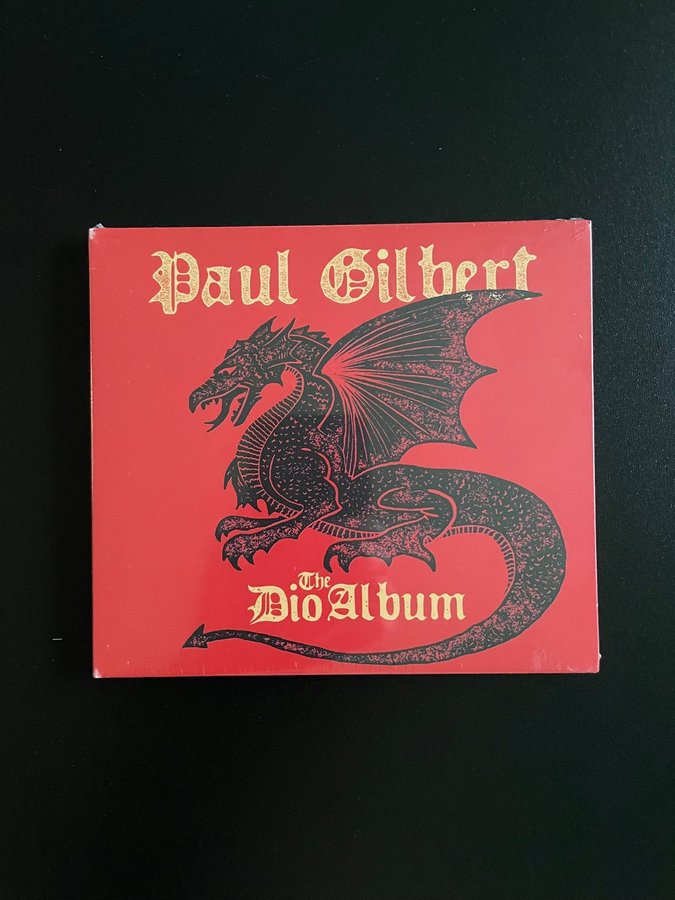 Paul Gilbert
The
Dio Album